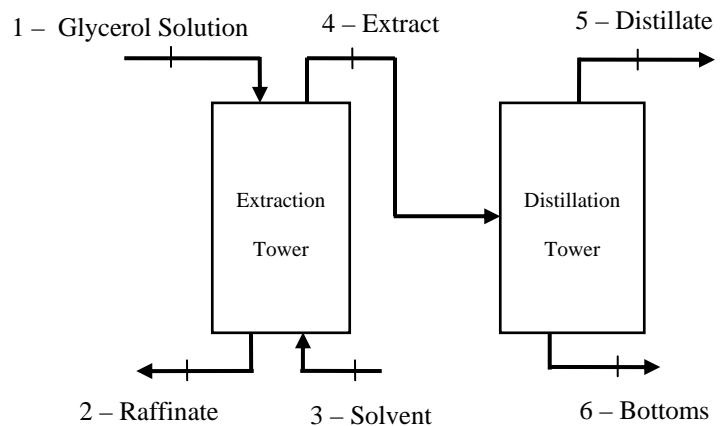 1 – Glycerol Solution
4 – Extract
5 – Distillate
Extraction
Tower
Distillation
Tower
2 – Raffinate
3 – Solvent
6 – Bottoms